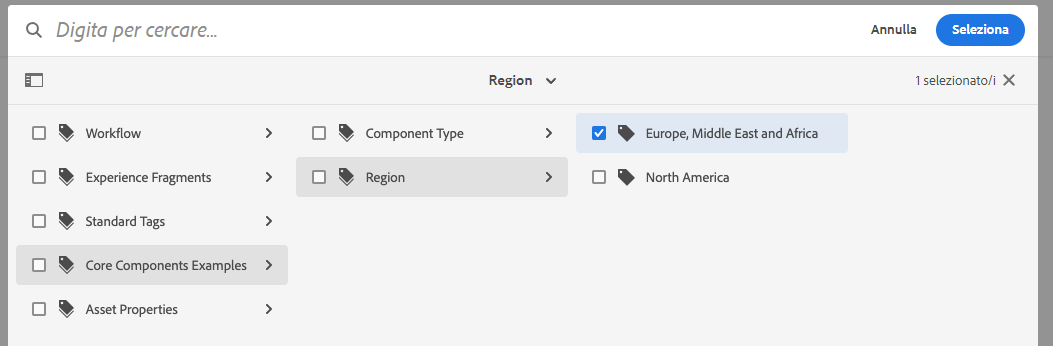 Digita per cercare...
Annulla
Seleziona
Region
1 selezionato/i
Workflow
Experience Fragments
Standard Tags
Core Components Examples
Asset Properties
Component Type
Region
Europe, Middle East and Africa
North America